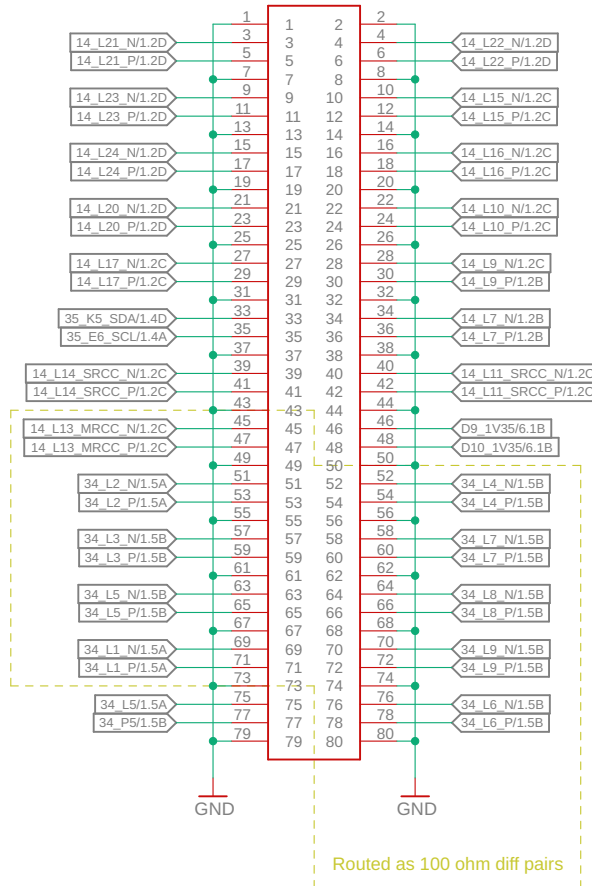 1 1 2 2
14_L21_N/1.2D 3 3 4 4 14_L22_N/1.2D
14_L21_P/1.2D 5 5 6 6 14_L22_P/1.2D
7 7 8 8
14_L23_N/1.2D 9 9 10 10 14_L15_N/1.2C
14_L23_P/1.2D 11 11 12 12 14_L15_P/1.2C
13 13 14 14
14_L24_N/1.2D 15 15 16 16 14_L16_N/1.2C
14_L24_P/1.2D 17 17 18 18 14_L16_P/1.2C
19 19 20 20
14_L20_N/1.2D 21 21 22 22 14_L10_N/1.2C
14_L20_P/1.2D 23 23 24 24 14_L10_P/1.2C
25 25 26 26
14_L17_N/1.2C 27 27 28 28 14_L9_N/1.2C
14_L17_P/1.2C 29 29 30 30 14_L9_P/1.2B
31 31 32 32
35_K5_SDA/1.4D 33 33 34 34 14_L7_N/1.2B
35_E6_SCL/1.4A 35 35 36 36 14_L7_P/1.2B
37 37 38 38
14_L14_SRCC_N/1.2C 39 39 40 40 14_L11_SRCC_N/1.2C
14_L14_SRCC_P/1.2C 41 41 42 42 14_L11_SRCC_P/1.2C
43 43 44 44
14_L13_MRCC_N/1.2C 45 45 46 46 D9_1V35/6.1B
14_L13_MRCC_P/1.2C 47 47 48 48 D10_1V35/6.1B
49 49 50 50
34_L2_N/1.5A 51 51 52 52 34_L4_N/1.5B
34_L2_P/1.5A 53 53 54 54 34_L4_P/1.5B
55 55 56 56
34_L3_N/1.5B 57 57 58 58 34_L7_N/1.5B
34_L3_P/1.5B 59 59 60 60 34_L7_P/1.5B
61 61 62 62
34_L5_N/1.5B 63 63 64 64 34_L8_N/1.5B
34_L5_P/1.5B 65 65 66 66 34_L8_P/1.5B
67 67 68 68
34_L1_N/1.5A 69 69 70 70 34_L9_N/1.5B
34_L1_P/1.5A 71 71 72 72 34_L9_P/1.5B
73 73 74 74
34_L5/1.5A 75 75 76 76 34_L6_N/1.5B
34_P5/1.5B 77 77 78 78 34_L6_P/1.5B
79 79 80 80
GND GND
Routed as 100 ohm diff pairs